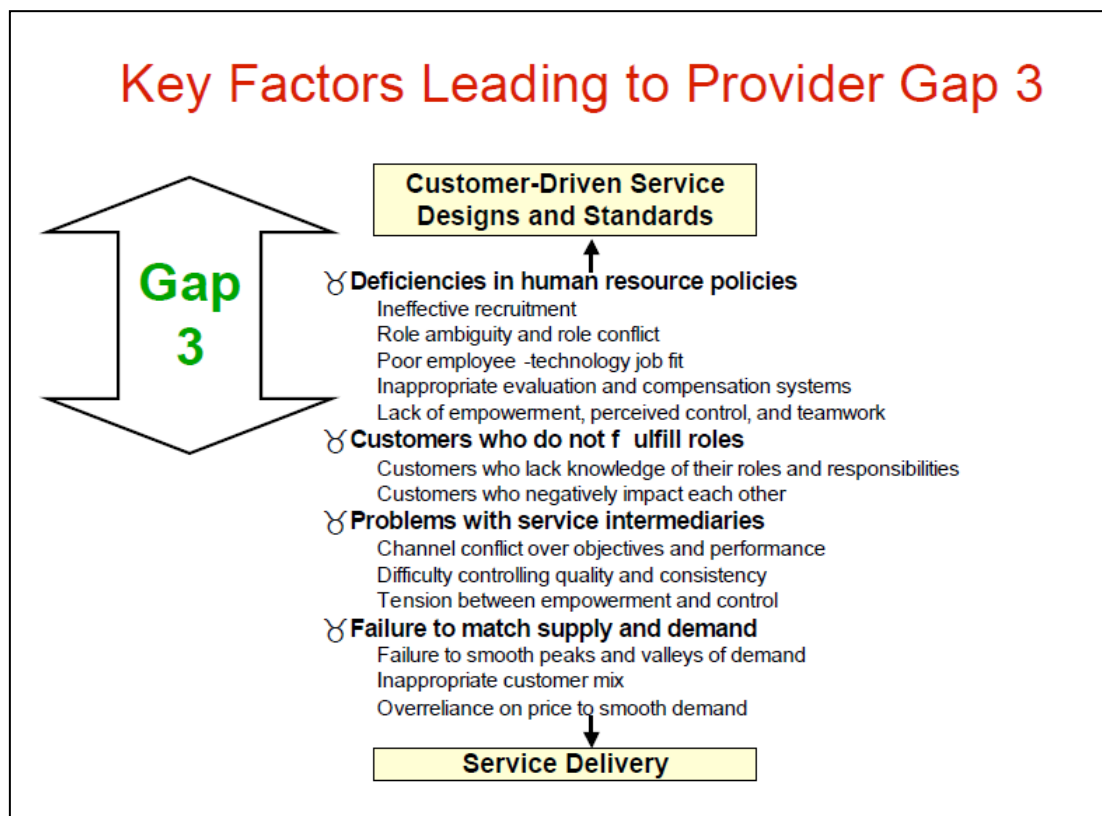 Key Factors Leading to Provider Gap 3
Customer-Driven Service
Designs and Standards
Gap
3
Deficiencies in human resource policies
Ineffective recruitment
Role ambiguity and role conflict
Poor employee -technology job fit
Inappropriate evaluation and compensation systems
Lack of empowerment, perceived control, and teamwork
Customers who do not f ulfill roles
Customers who lack knowledge of their roles and responsibilities
Customers who negatively impact each other
Problems with service intermediaries
Channel conflict over objectives and performance
Difficulty controlling quality and consistency
Tension between empowerment and control
Failure to match supply and demand
Failure to smooth peaks and valleys of demand
Inappropriate customer mix
Overreliance on price to smooth demand
Service Delivery